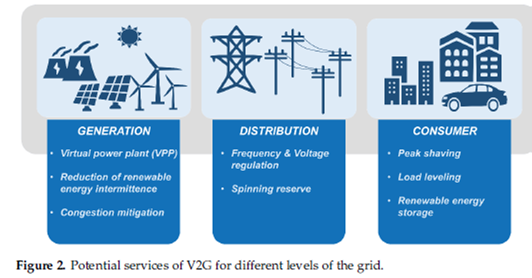 GENERATION
• Virtual power plant (VPP)
• Reduction of renewable
energy intermittence
• Congestion mitigation
DISTRIBUTION
• Frequency & Voltage
regulation
• Spinning reserve
CONSUMER
• Peak shaving
• Load leveling
• Renewable energy
storage
Figure 2. Potential services of V2G for different levels of the grid.